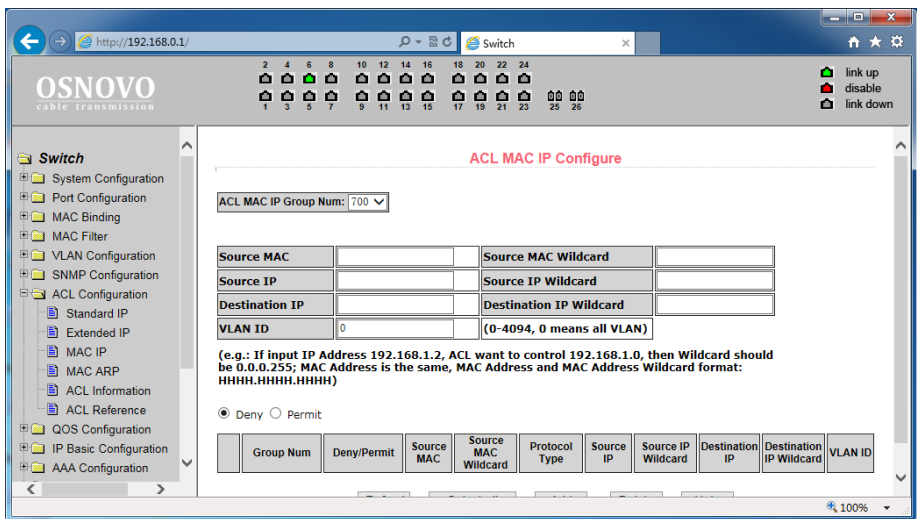 http://192.168.0.1/
Switch
OSNOVO
cable transmission
2 4 6 8 10 12 14 16 18 20 22 24
1 3 5 7 9 11 13 15 17 19 21 23 25 26
link up
disable
link down
Switch
System Configuration
Port Configuration
MAC Binding
MAC Filter
VLAN Configuration
SNMP Configuration
ACL Configuration
Standard IP
Extended IP
MAC IP
MAC ARP
ACL Information
ACL Reference
QOS Configuration
IP Basic Configuration
AAA Configuration
ACL MAC IP Configure
ACL MAC IP Group Num: 700
Source MAC Source MAC Wildcard
Source IP Source IP Wildcard
Destination IP Destination IP Wildcard
VLAN ID 0 (0-4094, 0 means all VLAN)
(e.g.: If input IP Address 192.168.1.2, ACL want to control 192.168.1.0, then Wildcard should
be 0.0.0.255; MAC Address is the same, MAC Address and MAC Address Wildcard format:
HHHH.HHHH.HHHH)
Deny Permit
Group Num Deny/Permit Source MAC Source MAC Wildcard Protocol Type Source IP Source IP Wildcard Destination IP Destination IP Wildcard VLAN ID
100%